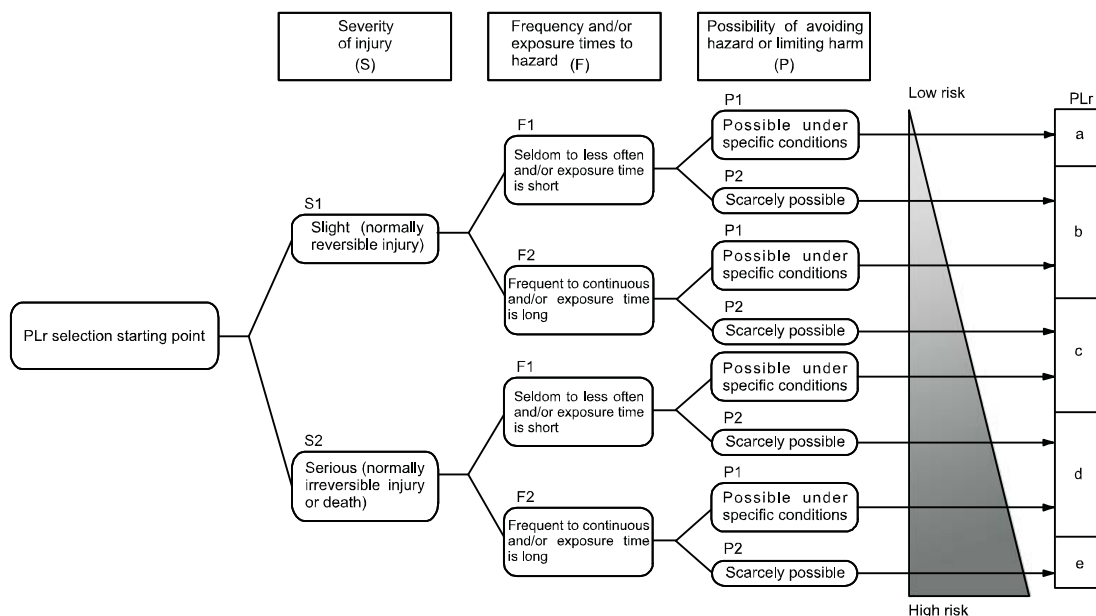 Severity
of injury
(S)
Frequency and/or
exposure times to
hazard (F)
Possibility of avoiding
hazard or limiting harm
(P)
Low risk
PLr
P1
Possible under
specific conditions
a
F1
Seldom to less often
and/or exposure time
is short
P2
Scarcely possible
S1
Slight (normally
reversible injury)
b
P1
Possible under
specific conditions
F2
Frequent to continuous
and/or exposure time
is long
P2
Scarcely possible
PLr selection starting point
c
F1
Seldom to less often
and/or exposure time
is short
Possible under
specific conditions
P2
Scarcely possible
S2
Serious (normally
irreversible injury
or death)
d
P1
Possible under
specific conditions
F2
Frequent to continuous
and/or exposure time
is long
P2
Scarcely possible
e
High risk